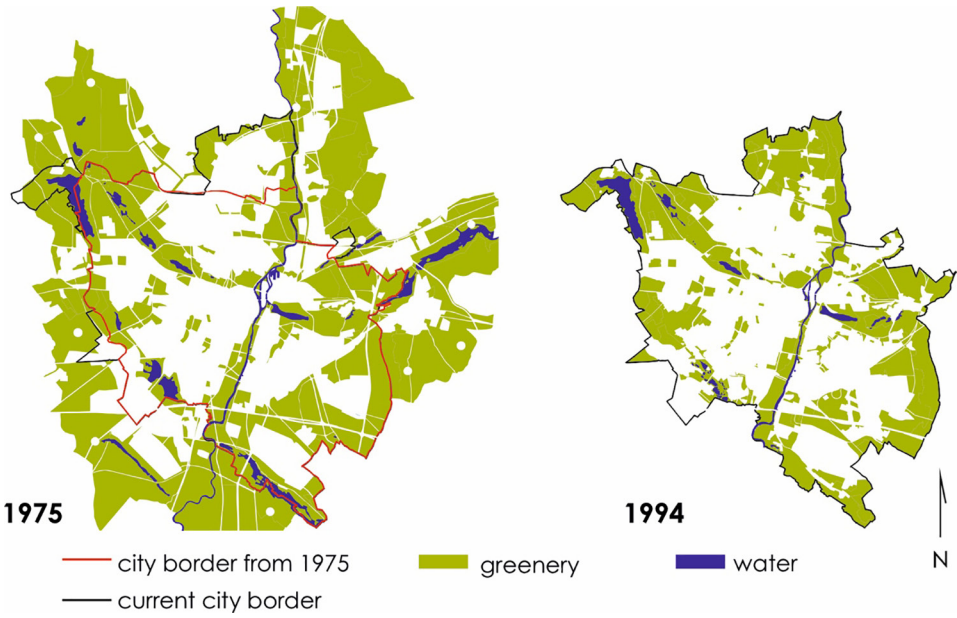 1975
1994
N
city border from 1975
greenery
water
current city border